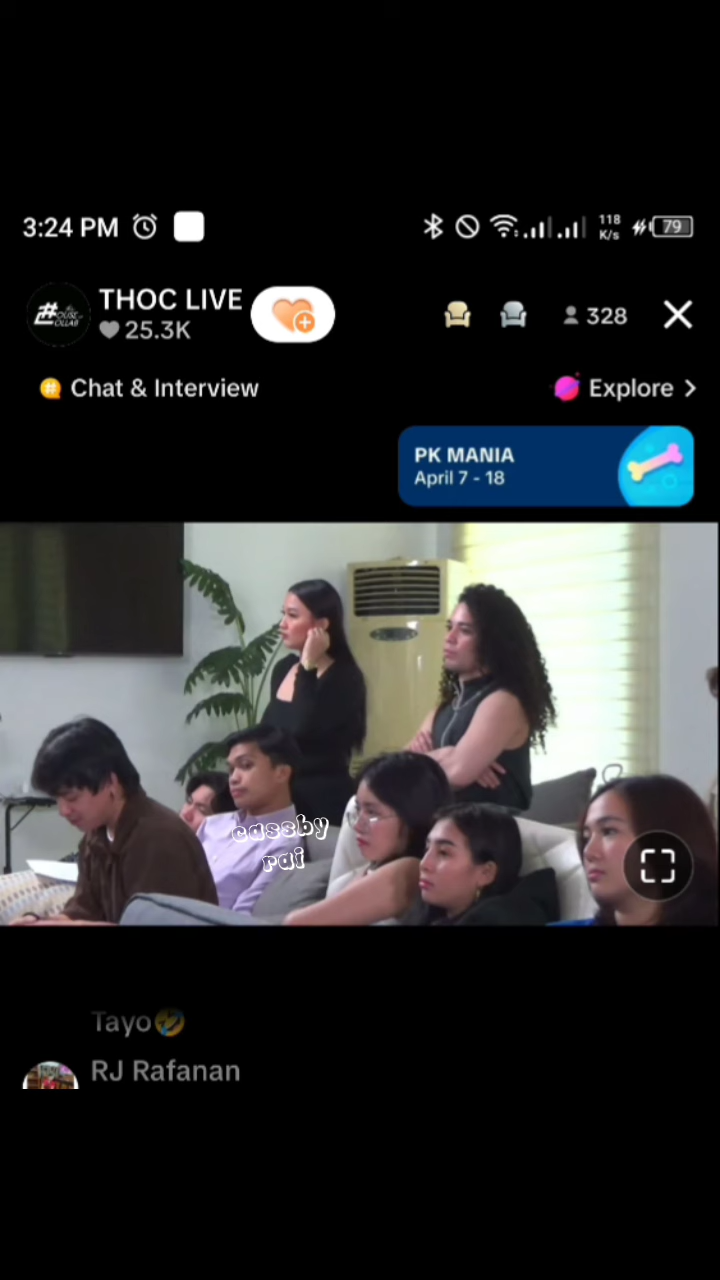 3:24 PM
118
K/s
79
#
THOC LIVE
25.3K
328
Chat & Interview
Explore >
PK MANIA
April 7 - 18
cassby
rai
Tayo🤣
RJ Rafanan